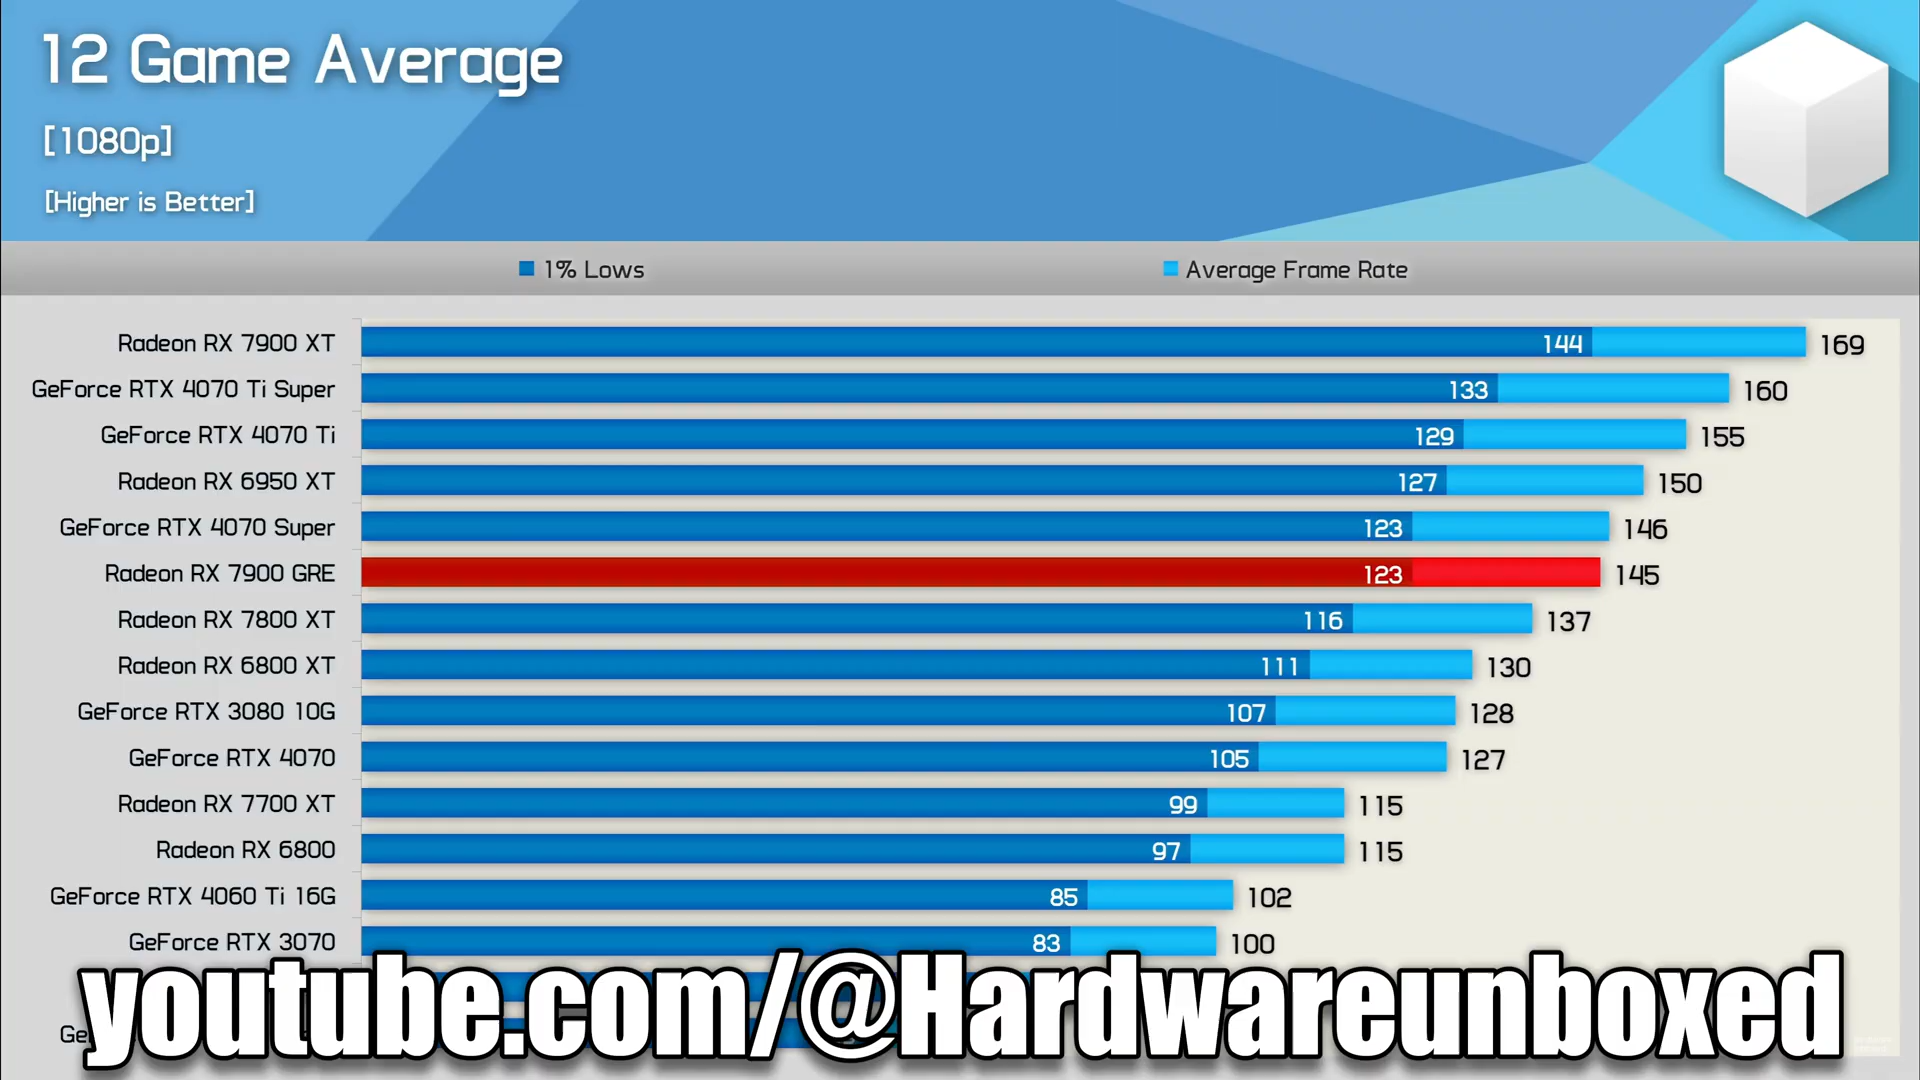 12 Game Average
[1080p]
[Higher is Better]
1% Lows
Average Frame Rate
Radeon RX 7900 XT 144 169
GeForce RTX 4070 Ti Super 133 160
GeForce RTX 4070 Ti 129 155
Radeon RX 6950 XT 127 150
GeForce RTX 4070 Super 123 146
Radeon RX 7900 GRE 123 145
Radeon RX 7800 XT 116 137
Radeon RX 6800 XT 111 130
GeForce RTX 3080 10G 107 128
GeForce RTX 4070 105 127
Radeon RX 7700 XT 99 115
Radeon RX 6800 97 115
GeForce RTX 4060 Ti 16G 85 102
GeForce RTX 3070 83 100
youtube.com/@Hardwareunboxed